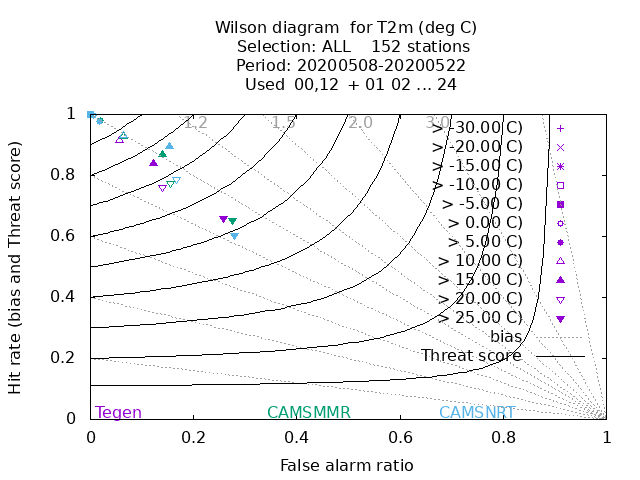 Wilson diagram  for T2m (deg C)
Selection: ALL    152 stations
Period: 20200508-20200522
Used  00,12  + 01 02 ... 24
Hit rate (bias and Threat score)
1
0.8
0.6
0.4
0.2
0
1.2
1.5
2.0
3.0
> -30.00 C)
> -20.00 C)
> -15.00 C)
> -10.00 C)
> -5.00 C)
> 0.00 C)
> 5.00 C)
> 10.00 C)
> 15.00 C)
> 20.00 C)
> 25.00 C)
bias
Threat score
Tegen CAMSMMR CAMSNRT
0 0.2 0.4 0.6 0.8 1
False alarm ratio